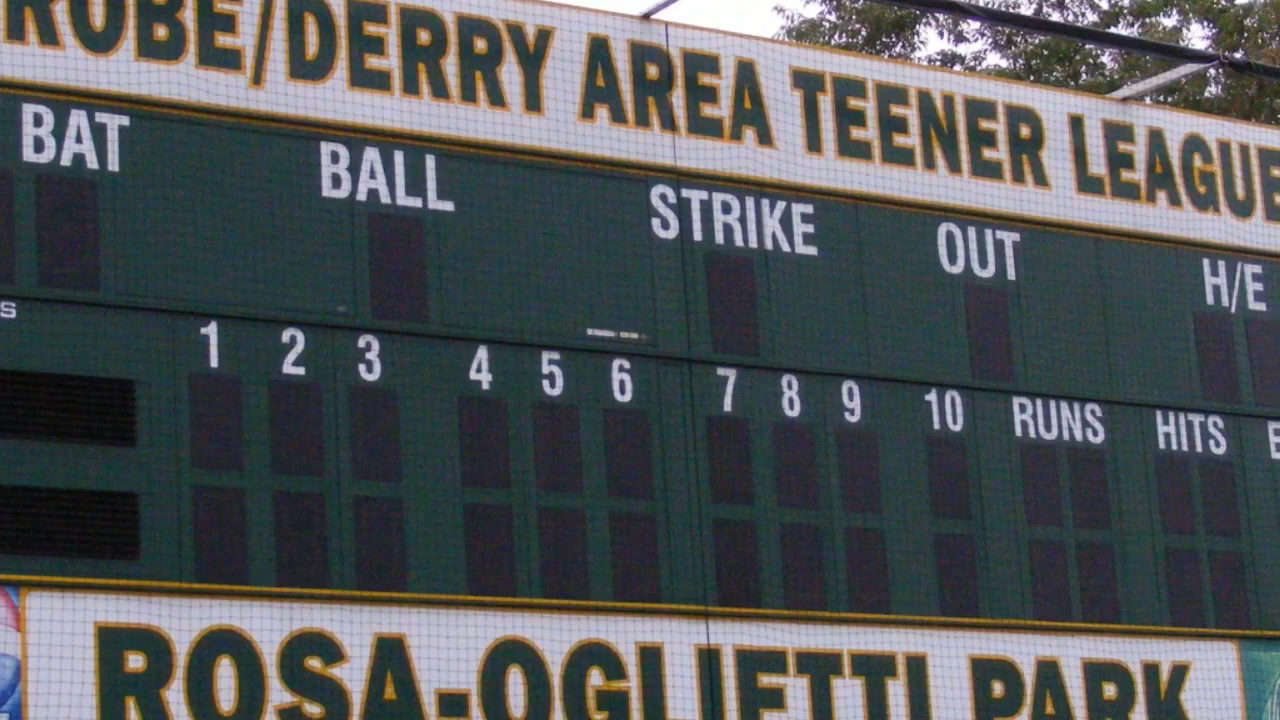 ROBE/DERRY AREA TEENER LEAGUE
BAT BALL STRIKE OUT H/E
S 1 2 3 4 5 6 7 8 9 10 RUNS HITS E
ROSA-OGLIETTI PARK